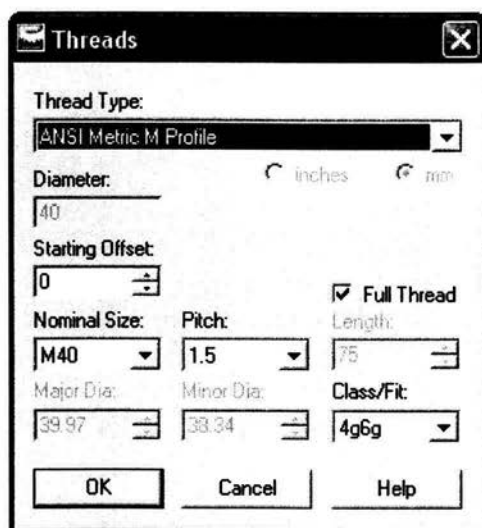 Threads
Thread Type:
ANSI Metric M Profile
Diameter:
inches
mm
40
Starting Offset:
0
Full Thread
Nominal Size:
Pitch:
Length:
M40
1.5
75
Major Dia:
Minor Dia:
Class/Fit:
39.97
38.34
4g6g
OK
Cancel
Help